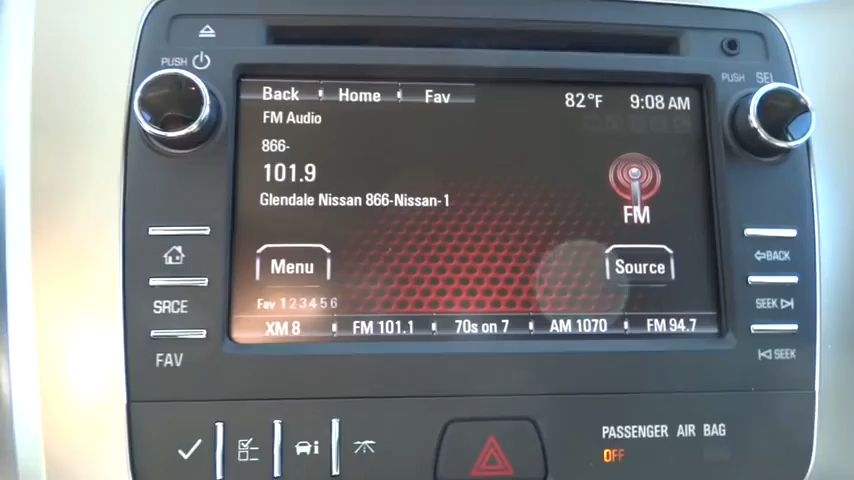 PUSH
PUSH SEL
Back Home Fav 82°F 9:08 AM
FM Audio
866-
101.9
Glendale Nissan 866-Nissan-1
FM
Menu Source
Fav 1 2 3 4 5 6
XM 8 FM 101.1 70s on 7 AM 1070 FM 94.7
SRCE
FAV
BACK
SEEK
SEEK
PASSENGER AIR BAG
OFF